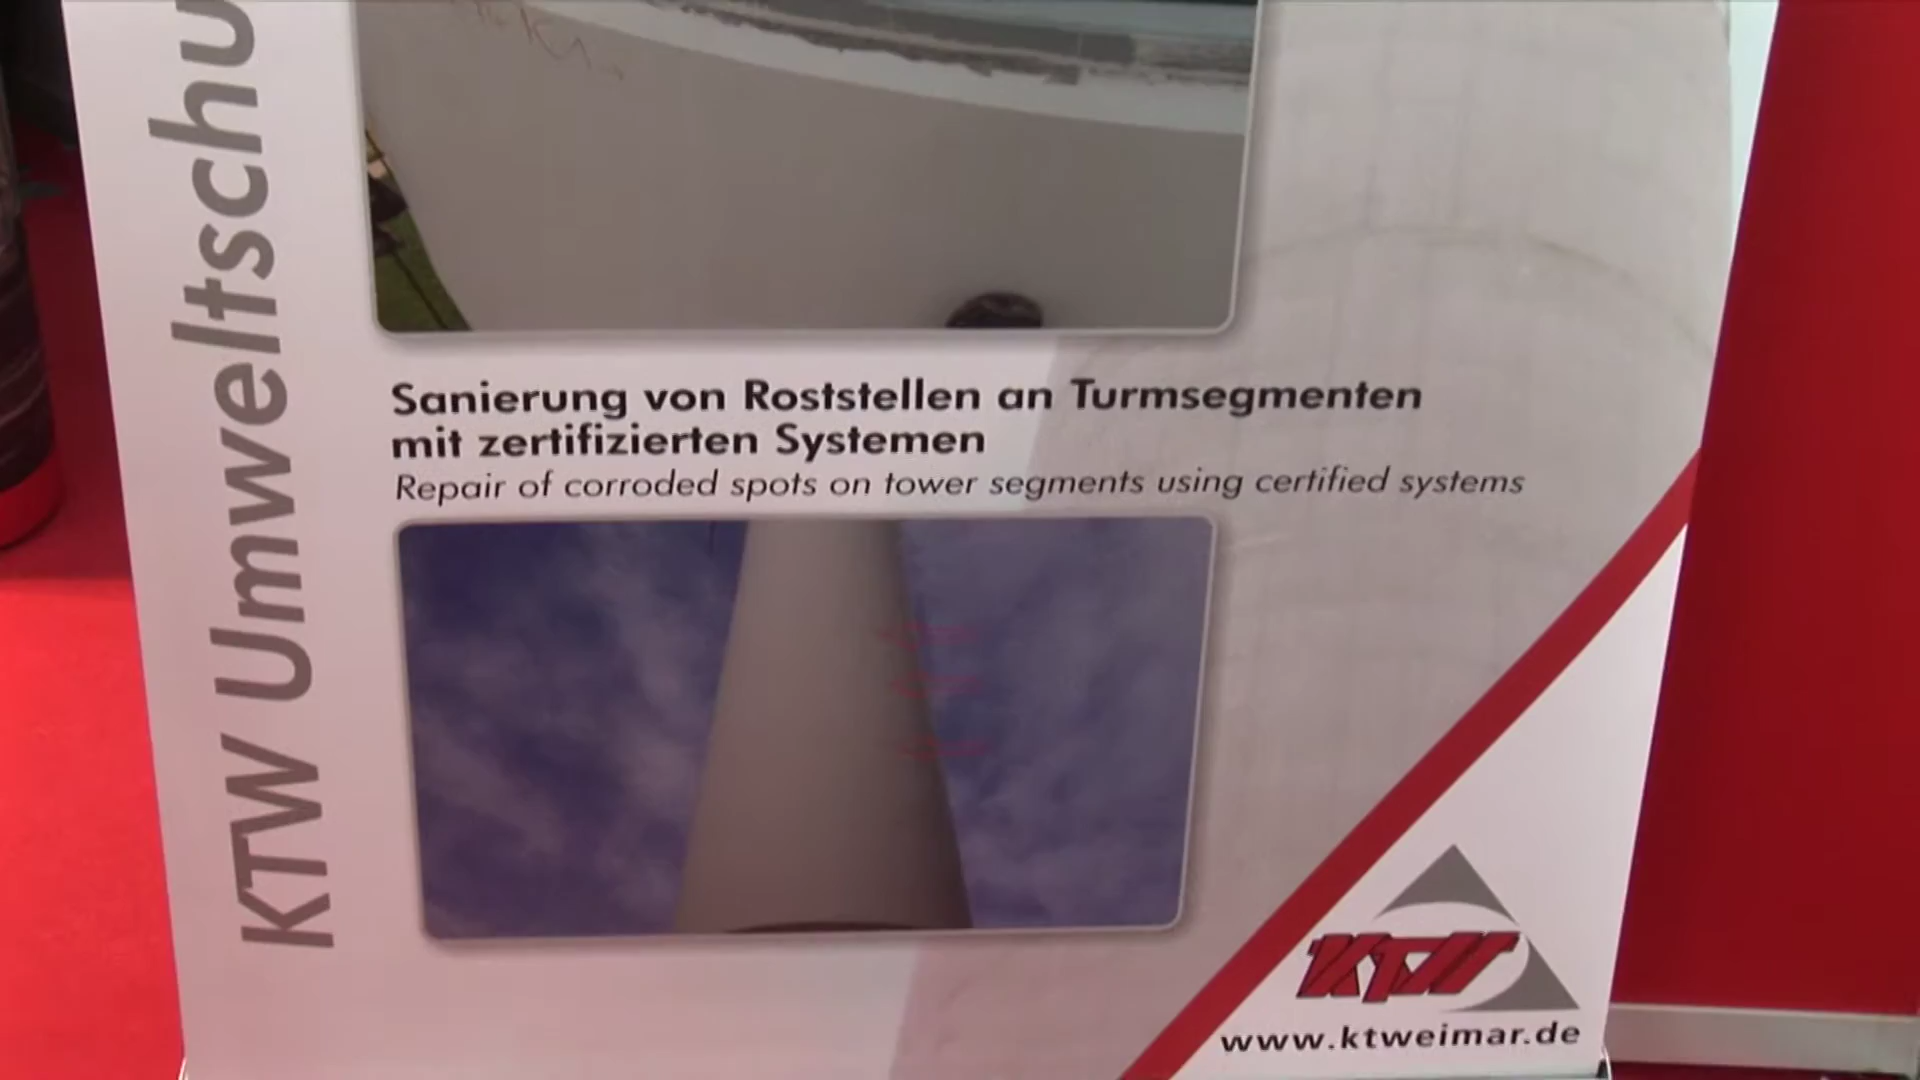 KTW Umweltschu
Sanierung von Roststellen an Turmsegmenten
mit zertifizierten Systemen
Repair of corroded spots on tower segments using certified systems
KTW
www.ktweimar.de